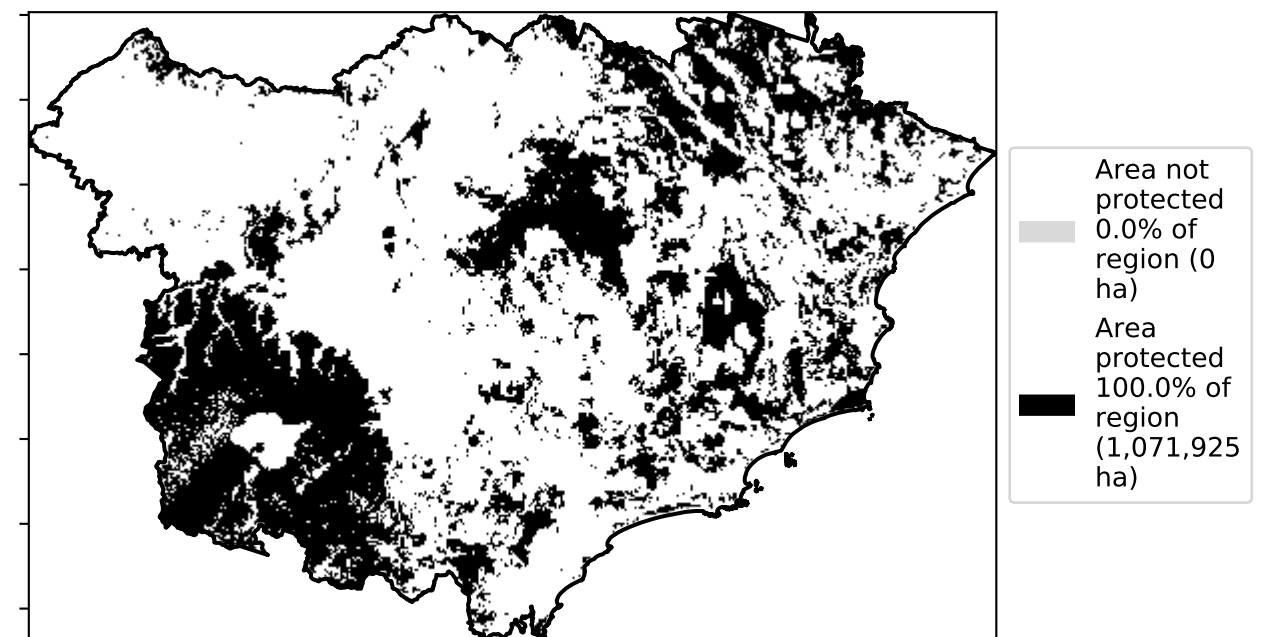 Area not
protected
0.0% of
region (0
ha)
Area
protected
100.0% of
region
(1,071,925
ha)